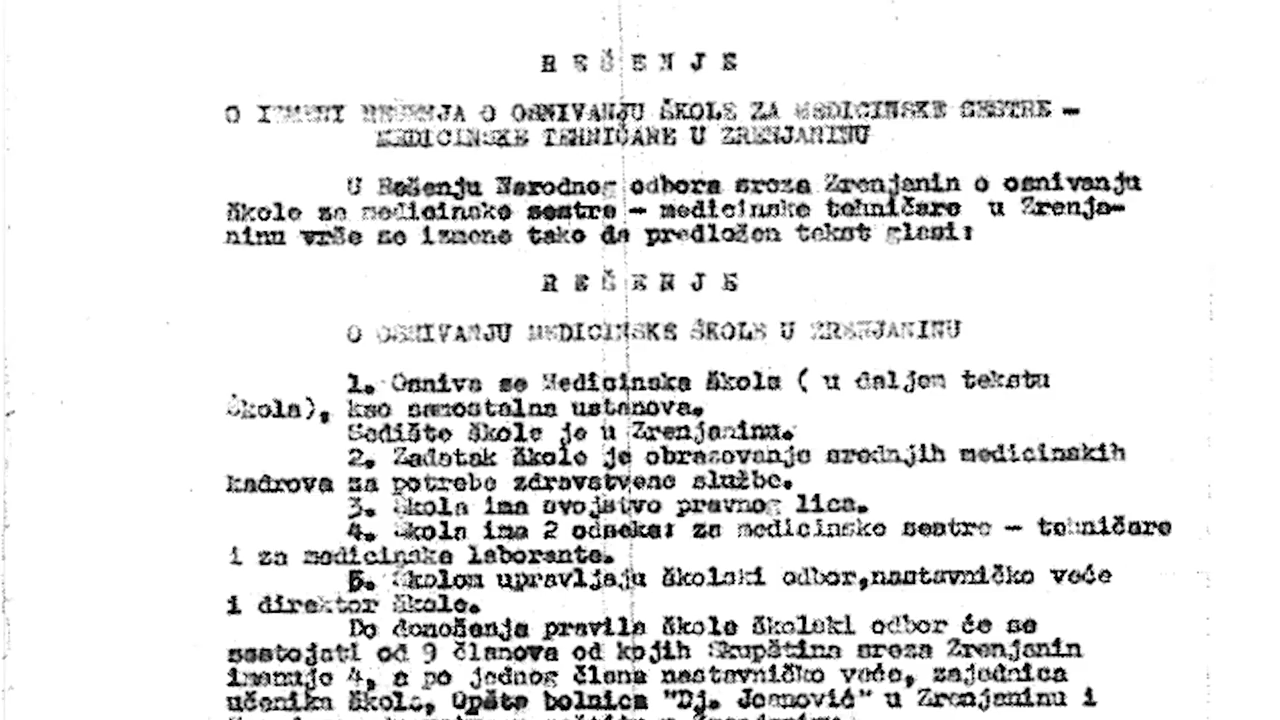 R E Š E N J E
O IZMENI REŠENJA O OSNIVANJU ŠKOLE ZA MEDICINSKE SESTRE -
MEDICINSKE TEHNIČARE U ZRENJANINU
U Rešenju Narodnog odbora sreza Zrenjanin o osnivanju
škole za medicinske sestre - medicinske tehničare u Zrenja-
ninu vrše se izmene tako da predložen tekst glasi:
R E Š E N J E
O OSNIVANJU MEDICINSKE ŠKOLE U ZRENJANINU
1. Osniva se Medicinska škola ( u daljem tekstu
škola), kao samostalna ustanova.
Sedište škole je u Zrenjaninu.
2. Zadatak škole je obrazovanje srednjih medicinskih
kadrova za potrebe zdravstvene službe.
3. Škola ima svojstvo pravnog lica.
4. Škola ima 2 odseka: za medicinske sestre - tehničare
i za medicinske laborante.
5. Školom upravljaju školski odbor,nastavničko veće
i direktor škole.
Do donošenja pravila škole školski odbor će se
sastojati od 9 članova od kojih Skupština sreza Zrenjanin
imenuje 4, a po jednog člana nastavničko veće, zajednica
učenika škole, Opšta bolnica "Dj. Joanović" u Zrenjaninu i